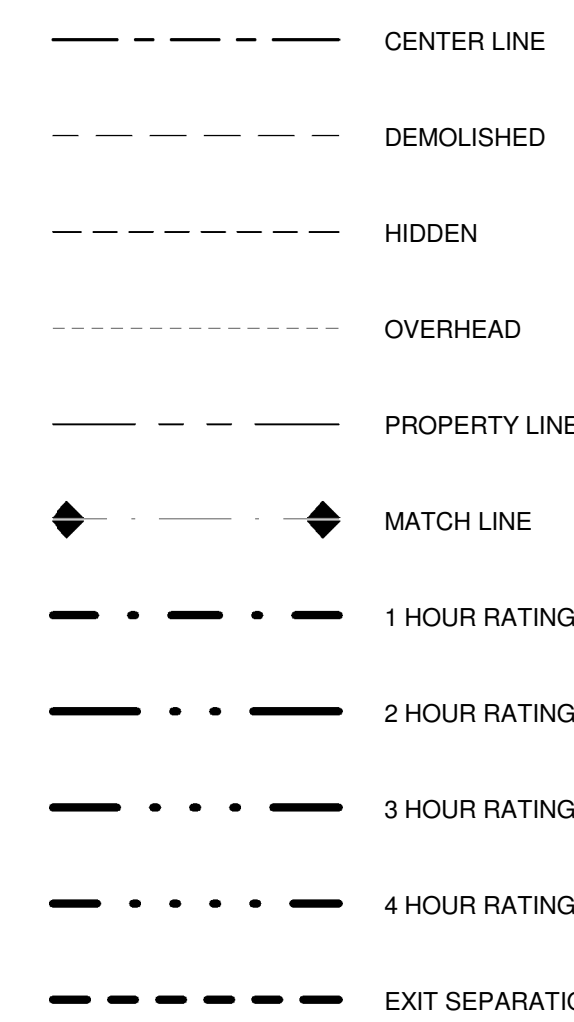 CENTER LINE
DEMOLISHED
HIDDEN
OVERHEAD
PROPERTY LINE
MATCH LINE
1 HOUR RATING
2 HOUR RATING
3 HOUR RATING
4 HOUR RATING
EXIT